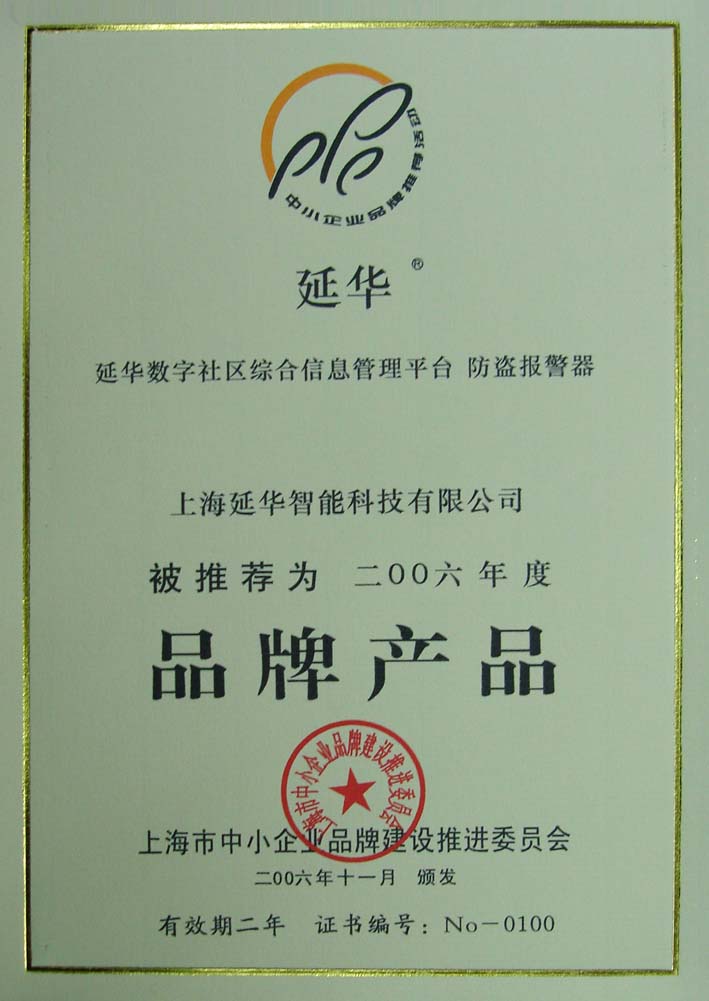 中小企业品牌推荐活动
延华®
延华数字社区综合信息管理平台 防盗报警器
上海延华智能科技有限公司
被推荐为 二00六年度
品牌产品
上海市中小企业品牌建设推进委员会
上海市中小企业品牌建设推进委员会
二00六年十一月 颁发
有效期二年 证书编号：No-0100